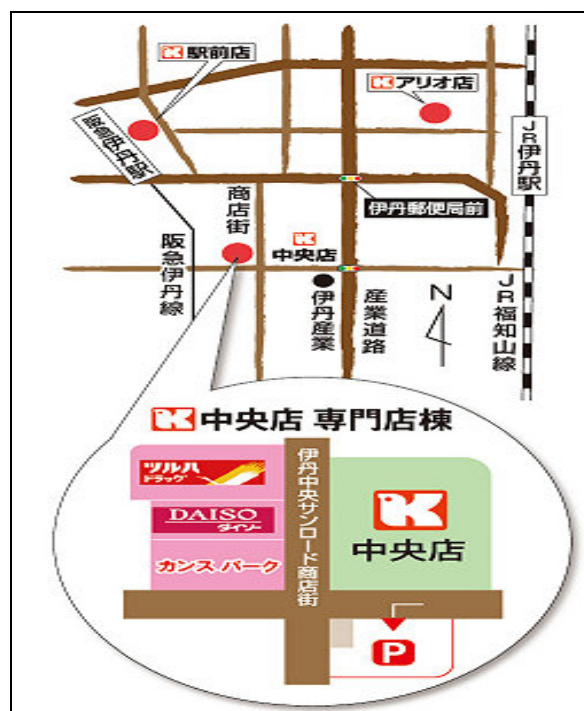 K 駅前店
K アリオ店
阪急伊丹駅
JR伊丹駅
商店街
伊丹郵便局前
K
中央店
阪急伊丹線
伊丹産業
産業道路
N
JR福知山線
K 中央店 専門店棟
ツルハ
ドラッグ
伊丹中央サンロード商店街
DAISO
ダイソー
K
中央店
カンス パーク
P